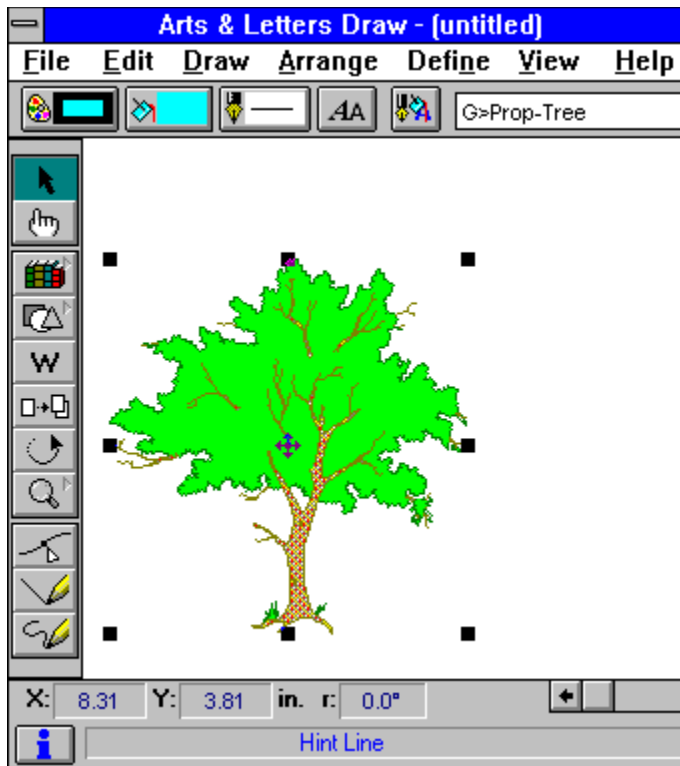 Arts & Letters Draw - (untitled)
File Edit Draw Arrange Define View Help
AA G>Prop-Tree
W
X: 8.31 Y: 3.81 in. r: 0.0°
i Hint Line